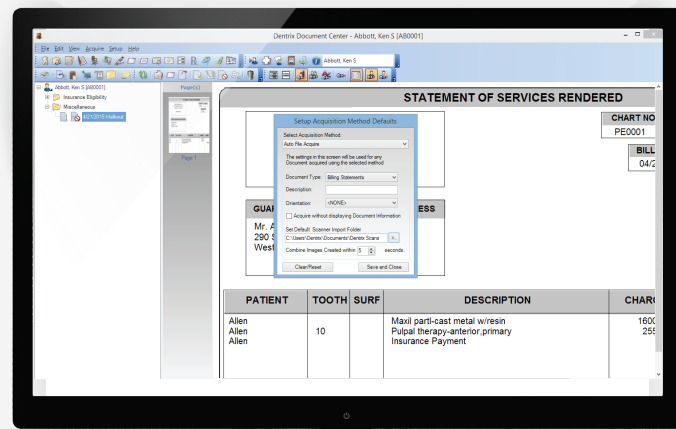 Dentrix Document Center - Abbott, Ken S [AB0001]
File Edit View Acquire Setup Help
Abbott, Ken S
Abbott, Ken S [AB0001]
Insurance Eligibility
Miscellaneous
4/21/2015 Halkout
Page(s)
Page 1
STATEMENT OF SERVICES RENDERED
CHART NO
PE0001
BILL
04/2
GUA
ESS
Mr. A
290 S
West
Setup Acquisition Method Defaults
Select Acquisition Method:
Auto File Acquire
The settings in this screen will be used for any
Document acquired using the selected method
Document Type: Billing Statements
Description:
Orientation: <NONE>
Acquire without displaying Document Information
Set Default Scanner Import Folder
C:\Users\Dentrix\Documents\Dentrix Scans
Combine Images Created within 5 seconds.
Clear/Reset Save and Close
PATIENT TOOTH SURF DESCRIPTION CHARG
Allen Maxil partl-cast metal w/resin 1600
Allen 10 Pulpal therapy-anterior,primary 255
Allen Insurance Payment